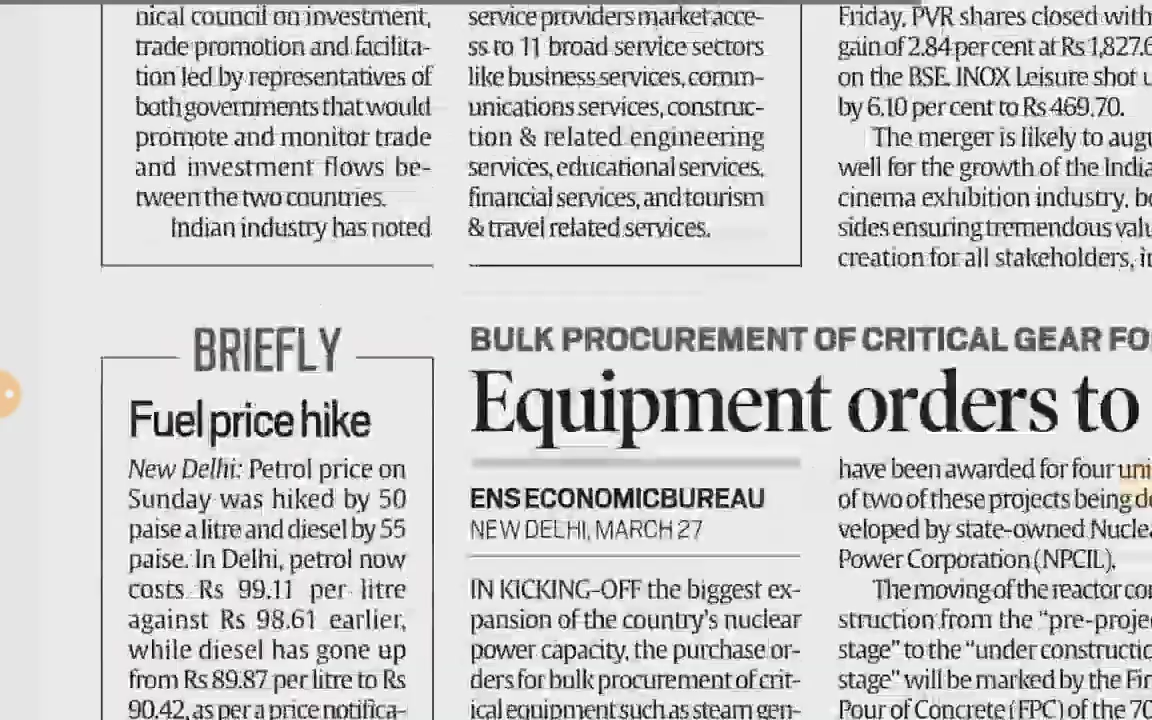 nical council on investment,
trade promotion and facilita-
tion led by representatives of
both governments that would
promote and monitor trade
and investment flows be-
tween the two countries.
Indian industry has noted
service providers market acce-
ss to 11 broad service sectors
like business services, comm-
unications services, construc-
tion & related engineering
services, educational services,
financial services, and tourism
& travel related services.
Friday, PVR shares closed with
gain of 2.84 per cent at Rs 1,827.6
on the BSE. INOX Leisure shot u
by 6.10 per cent to Rs 469.70.
The merger is likely to augu
well for the growth of the India
cinema exhibition industry, be
sides ensuring tremendous valu
creation for all stakeholders, in
BRIEFLY
Fuel price hike
New Delhi: Petrol price on
Sunday was hiked by 50
paise a litre and diesel by 55
paise. In Delhi, petrol now
costs Rs 99.11 per litre
against Rs 98.61 earlier,
while diesel has gone up
from Rs 89.87 per litre to Rs
90.42, as per a price notifica-
BULK PROCUREMENT OF CRITICAL GEAR FO
Equipment orders to
ENS ECONOMIC BUREAU
NEW DELHI, MARCH 27
IN KICKING-OFF the biggest ex-
pansion of the country's nuclear
power capacity, the purchase or-
ders for bulk procurement of crit-
ical equipment such as steam gen-
have been awarded for four uni
of two of these projects being de
veloped by state-owned Nuclea
Power Corporation (NPCIL).
The moving of the reactor con
struction from the "pre-projec
stage" to the "under constructio
stage" will be marked by the Fir
Pour of Concrete (FPC) of the 70